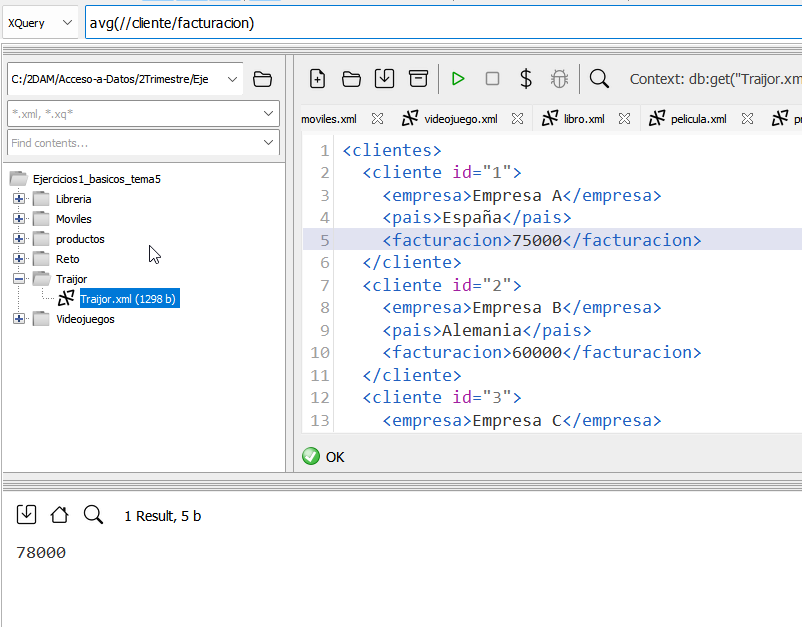 XQuery
avg(//cliente/facturacion)
C:/2DAM/Acceso-a-Datos/2Trimestre/Eje
*.xml, *.xq*
Find contents...
Ejercicios1_basicos_tema5
Libreria
Moviles
productos
Reto
Traijor
Traijor.xml (1298 b)
Videojuegos
$
Context: db:get("Traijor.xm
moviles.xml
videojuego.xml
libro.xml
pelicula.xml
pr
1 <clientes>
2 <cliente id="1">
3 <empresa>Empresa A</empresa>
4 <pais>España</pais>
5 <facturacion>75000</facturacion>
6 </cliente>
7 <cliente id="2">
8 <empresa>Empresa B</empresa>
9 <pais>Alemania</pais>
10 <facturacion>60000</facturacion>
11 </cliente>
12 <cliente id="3">
13 <empresa>Empresa C</empresa>
OK
1 Result, 5 b
78000